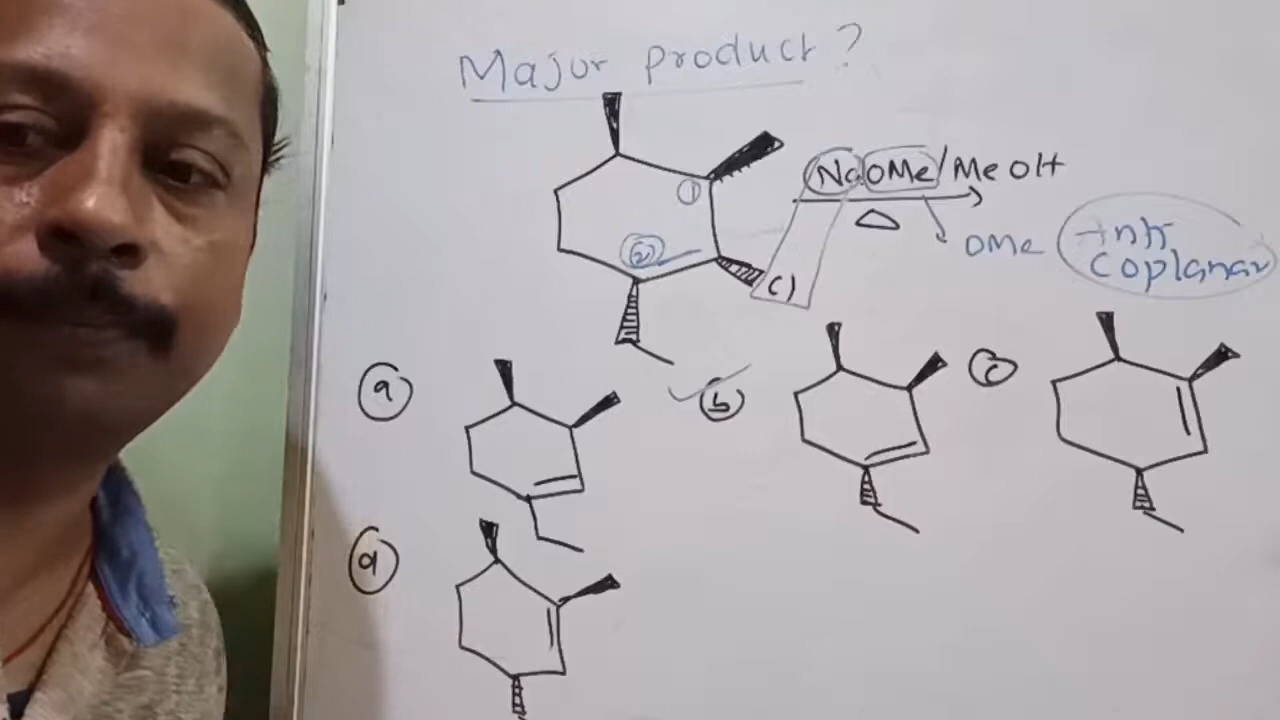 Major product ?
①
NaOMe/MeOH
△
②
OMe
Anti
Coplanar
Cl
a
b
c
d